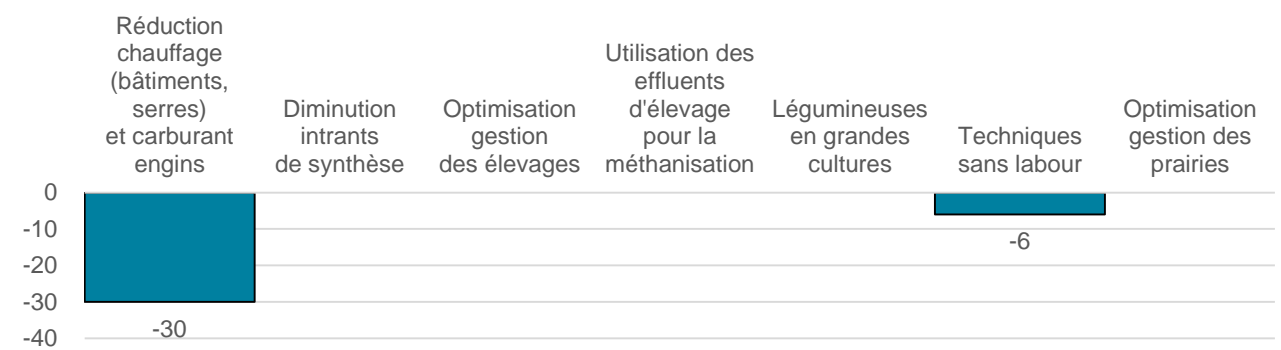 Réduction
chauffage
(bâtiments,
serres)
et carburant
engins
Diminution
intrants
de synthèse
Optimisation
gestion
des élevages
Utilisation des
effluents
d'élevage
pour la
méthanisation
Légumineuses
en grandes
cultures
Techniques
sans labour
Optimisation
gestion des
prairies
0
-10
-20
-30
-40
-30
-6